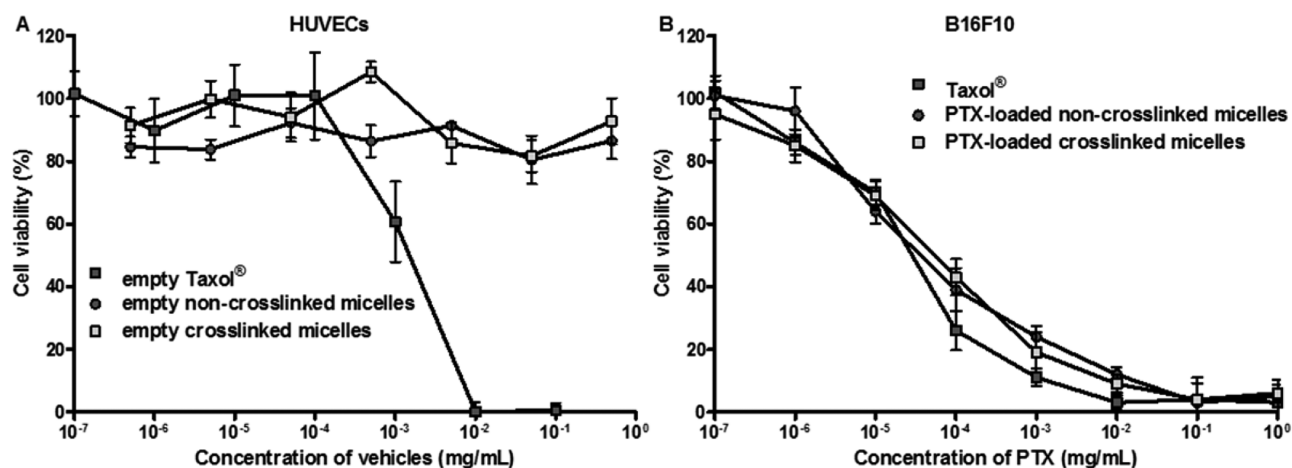 A
HUVECs
Cell viability (%)
120
100
80
60
40
20
0
empty Taxol®
empty non-crosslinked micelles
empty crosslinked micelles
10⁻⁷ 10⁻⁶ 10⁻⁵ 10⁻⁴ 10⁻³ 10⁻² 10⁻¹ 10⁰
Concentration of vehicles (mg/mL)
B
B16F10
Cell viability (%)
120
100
80
60
40
20
0
Taxol®
PTX-loaded non-crosslinked micelles
PTX-loaded crosslinked micelles
10⁻⁷ 10⁻⁶ 10⁻⁵ 10⁻⁴ 10⁻³ 10⁻² 10⁻¹ 10⁰
Concentration of PTX (mg/mL)